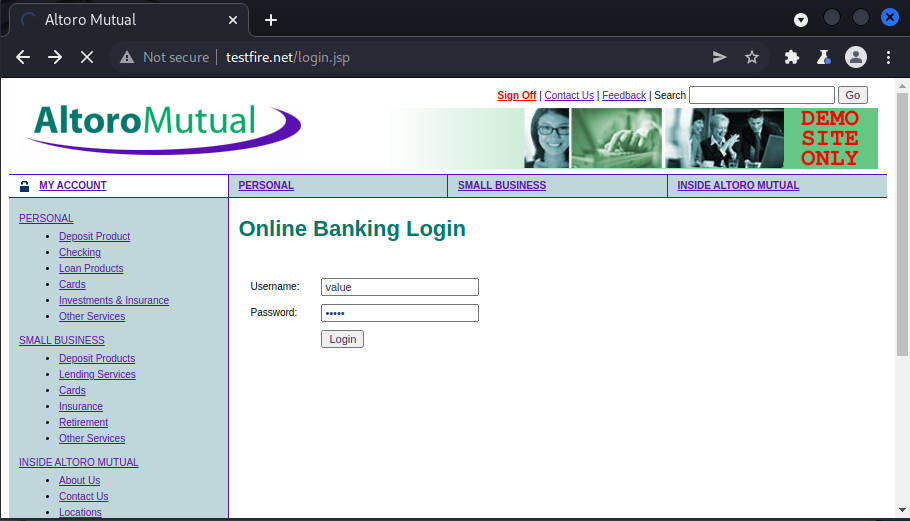 Altoro Mutual
Not secure | testfire.net/login.jsp
Sign Off | Contact Us | Feedback | Search Go
AltoroMutual
DEMO
SITE
ONLY
MY ACCOUNT PERSONAL SMALL BUSINESS INSIDE ALTORO MUTUAL
PERSONAL
Deposit Product
Checking
Loan Products
Cards
Investments & Insurance
Other Services
SMALL BUSINESS
Deposit Products
Lending Services
Cards
Insurance
Retirement
Other Services
INSIDE ALTORO MUTUAL
About Us
Contact Us
Locations
Online Banking Login
Username: value
Password: •••••
Login